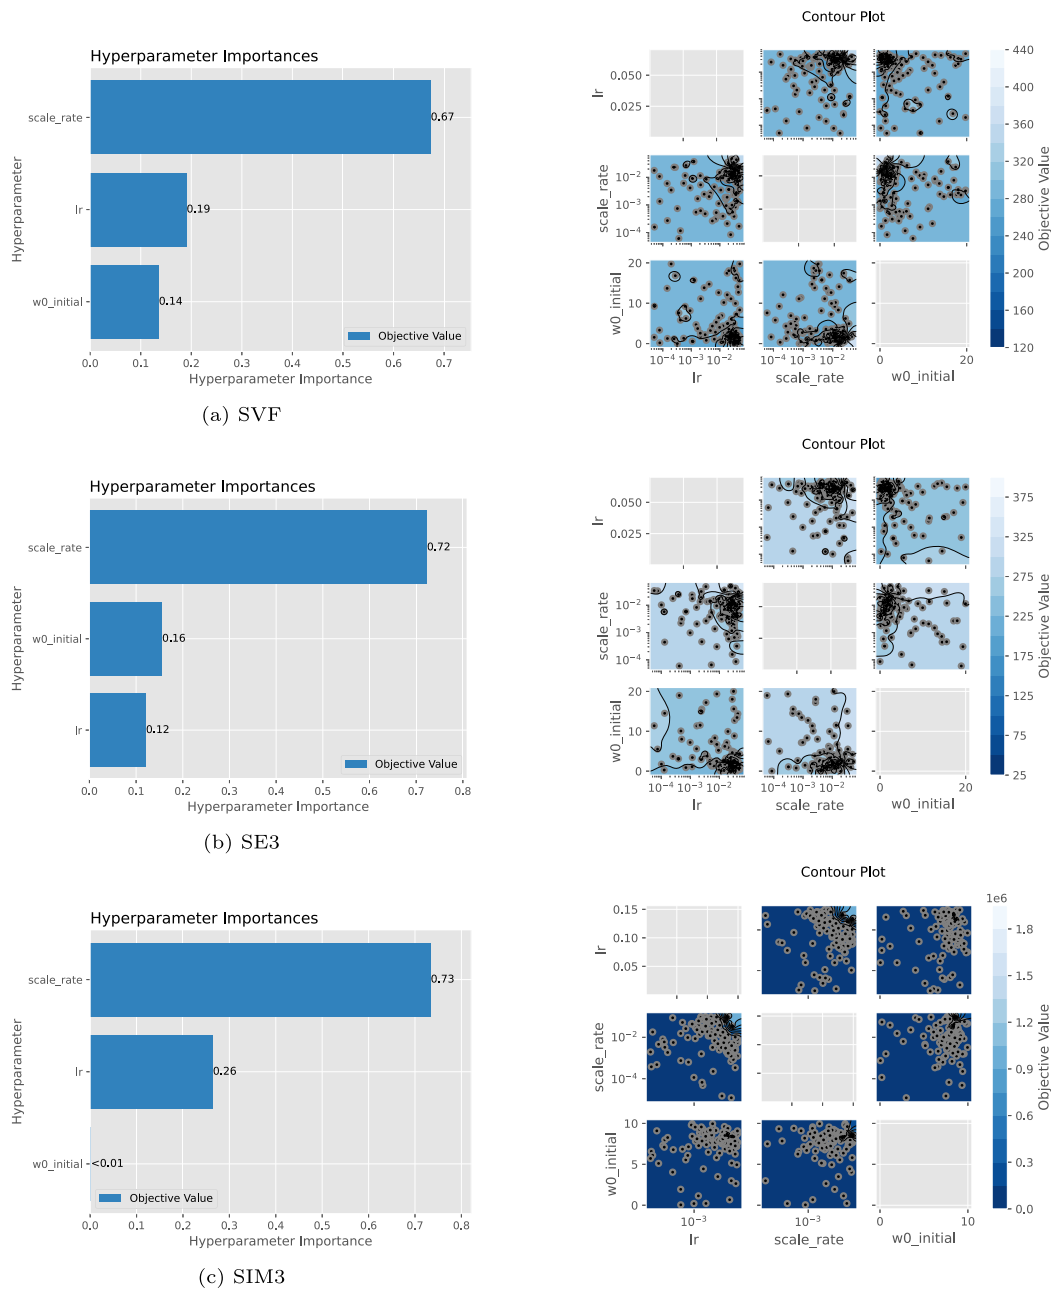 Hyperparameter Importances
Hyperparameter
scale_rate
lr
w0_initial
0.67
0.19
0.14
Objective Value
0.0 0.1 0.2 0.3 0.4 0.5 0.6 0.7
Hyperparameter Importance
Contour Plot
lr
0.050
0.025
scale_rate
10⁻²
10⁻³
10⁻⁴
w0_initial
20
10
0
10⁻⁴ 10⁻³ 10⁻² 10⁻⁴ 10⁻³ 10⁻² 0 20
lr scale_rate w0_initial
440
400
360
320
280
240
200
160
120
Objective Value
(a) SVF
Hyperparameter Importances
Hyperparameter
scale_rate
w0_initial
lr
0.72
0.16
0.12
Objective Value
0.0 0.1 0.2 0.3 0.4 0.5 0.6 0.7 0.8
Hyperparameter Importance
Contour Plot
lr
0.050
0.025
scale_rate
10⁻²
10⁻³
10⁻⁴
w0_initial
20
10
0
10⁻⁴ 10⁻³ 10⁻² 10⁻⁴ 10⁻³ 10⁻² 0 20
lr scale_rate w0_initial
375
325
275
225
175
125
75
25
Objective Value
(b) SE3
Hyperparameter Importances
Hyperparameter
scale_rate
lr
w0_initial
0.73
0.26
<0.01
Objective Value
0.0 0.1 0.2 0.3 0.4 0.5 0.6 0.7 0.8
Hyperparameter Importance
Contour Plot
lr
0.15
0.10
0.05
scale_rate
10⁻²
10⁻⁴
w0_initial
10
5
0
10⁻³ 10⁻³ 0 10
lr scale_rate w0_initial
1e6
1.8
1.5
1.2
0.9
0.6
0.3
0.0
Objective Value
(c) SIM3